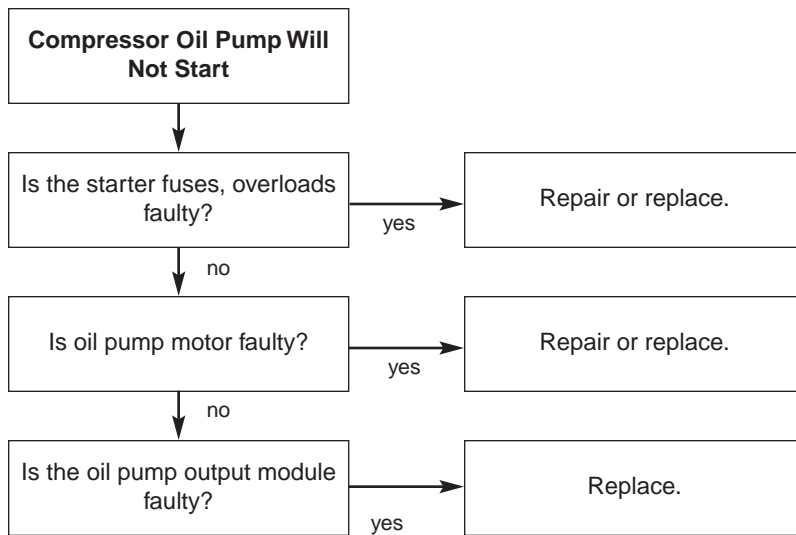 Compressor Oil Pump Will
Not Start
Is the starter fuses, overloads
faulty?
yes
Repair or replace.
no
Is oil pump motor faulty?
yes
Repair or replace.
no
Is the oil pump output module
faulty?
yes
Replace.